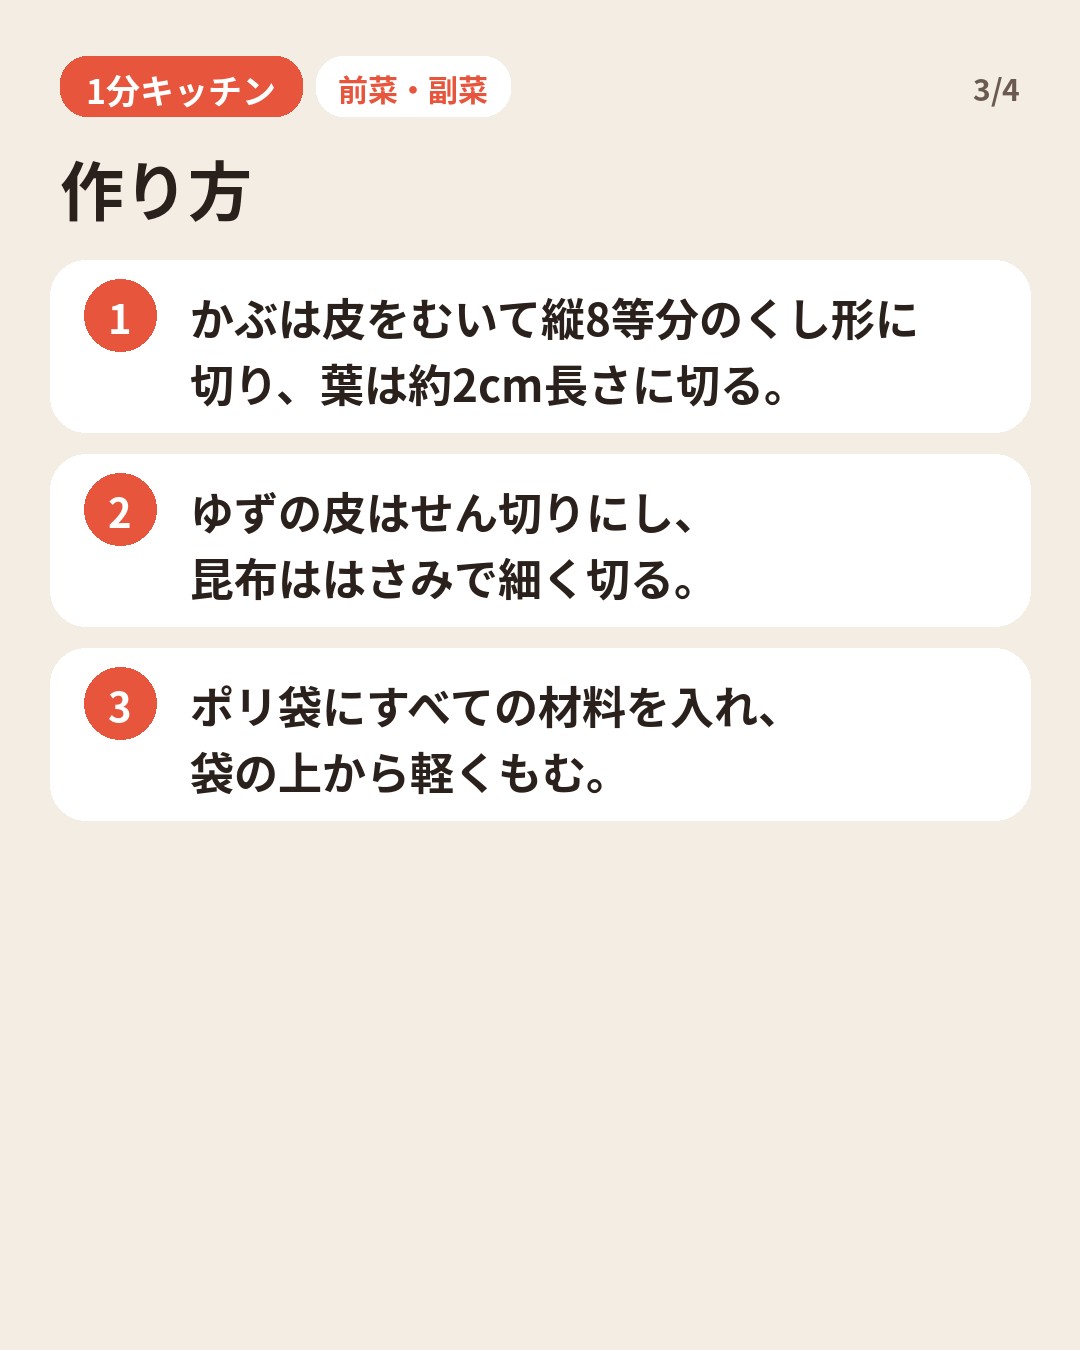 1分キッチン
前菜・副菜
3/4
作り方
1
かぶは皮をむいて縦8等分のくし形に
切り、葉は約2cm長さに切る。
2
ゆずの皮はせん切りにし、
昆布ははさみで細く切る。
3
ポリ袋にすべての材料を入れ、
袋の上から軽くもむ。